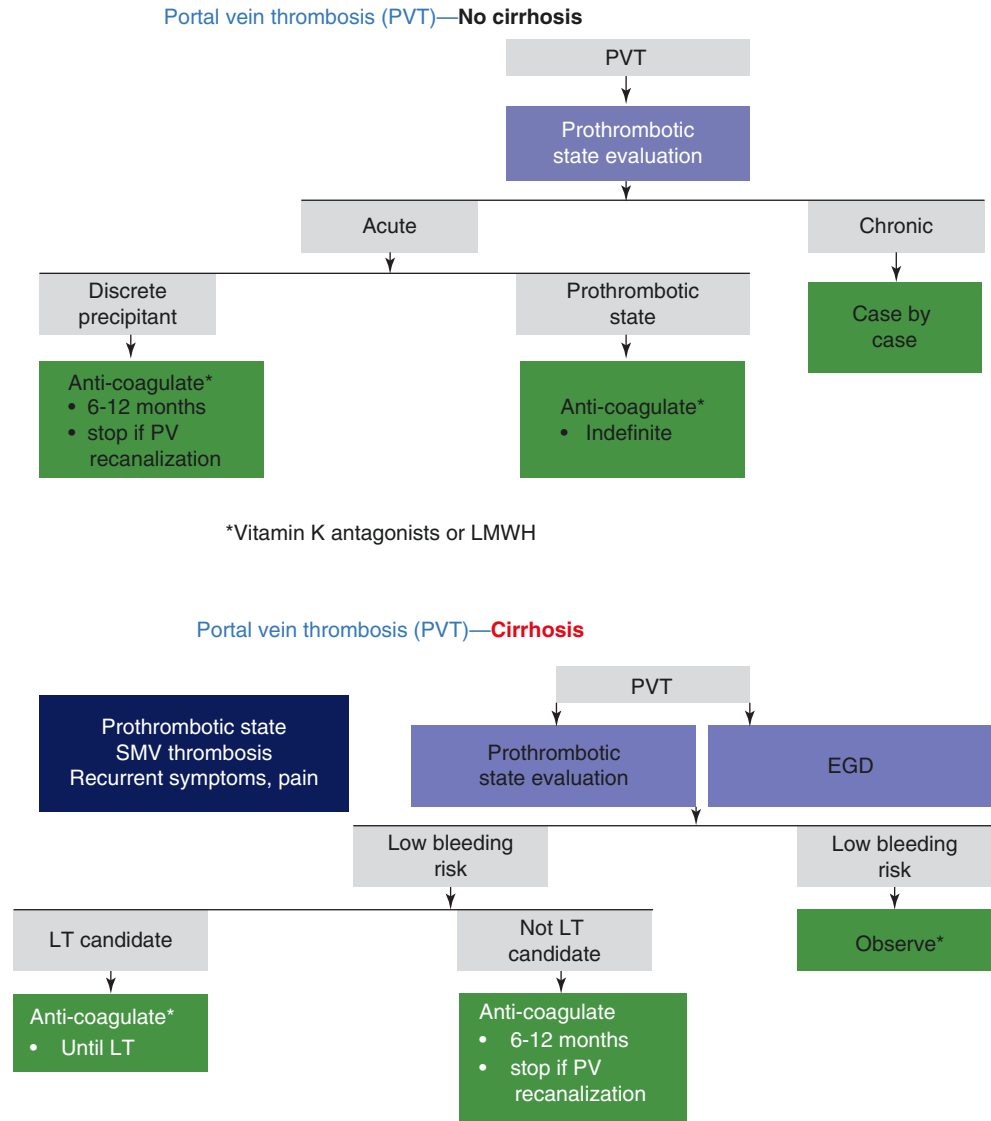 Portal vein thrombosis (PVT)—No cirrhosis
PVT
Prothrombotic
state evaluation
Acute
Chronic
Discrete
precipitant
Prothrombotic
state
Case by
case
Anti-coagulate*
• 6-12 months
• stop if PV
recanalization
Anti-coagulate*
• Indefinite
*Vitamin K antagonists or LMWH
Portal vein thrombosis (PVT)—Cirrhosis
Prothrombotic state
SMV thrombosis
Recurrent symptoms, pain
PVT
Prothrombotic
state evaluation
EGD
Low bleeding
risk
Low bleeding
risk
LT candidate
Not LT
candidate
Observe*
Anti-coagulate*
• Until LT
Anti-coagulate
• 6-12 months
• stop if PV
recanalization